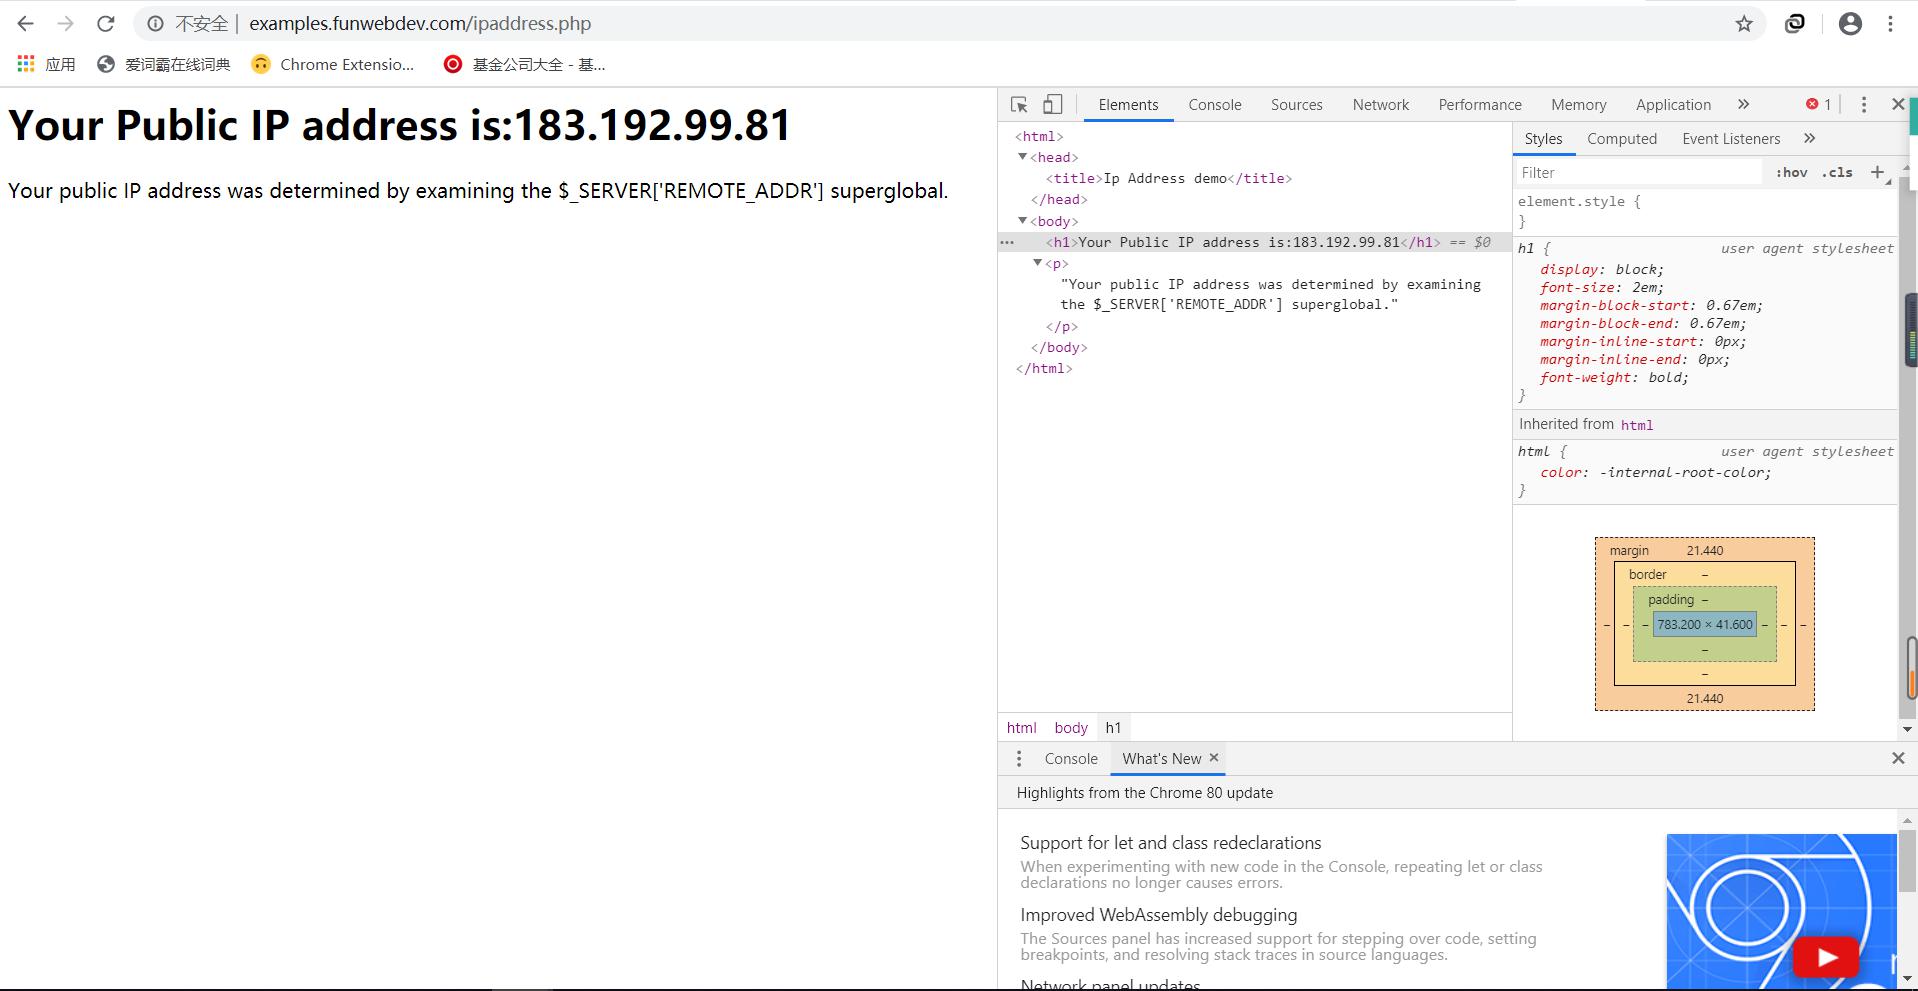 不安全 | examples.funwebdev.com/ipaddress.php
应用 爱词霸在线词典 Chrome Extensio... 基金公司大全 - 基...
Your Public IP address is:183.192.99.81
Your public IP address was determined by examining the $_SERVER['REMOTE_ADDR'] superglobal.
Elements Console Sources Network Performance Memory Application » 1
<html>
<head>
<title>Ip Address demo</title>
</head>
<body>
<h1>Your Public IP address is:183.192.99.81</h1> == $0
<p>
"Your public IP address was determined by examining
the $_SERVER['REMOTE_ADDR'] superglobal."
</p>
</body>
</html>
html body h1
Styles Computed Event Listeners »
Filter :hov .cls +
element.style {
}
h1 { user agent stylesheet
display: block;
font-size: 2em;
margin-block-start: 0.67em;
margin-block-end: 0.67em;
margin-inline-start: 0px;
margin-inline-end: 0px;
font-weight: bold;
}
Inherited from html
html { user agent stylesheet
color: -internal-root-color;
}
margin 21.440
border –
padding –
– – – 783.200 × 41.600 – – –
–
–
21.440
Console What's New ×
Highlights from the Chrome 80 update
Support for let and class redeclarations
When experimenting with new code in the Console, repeating let or class
declarations no longer causes errors.
Improved WebAssembly debugging
The Sources panel has increased support for stepping over code, setting
breakpoints, and resolving stack traces in source languages.
Network panel updates